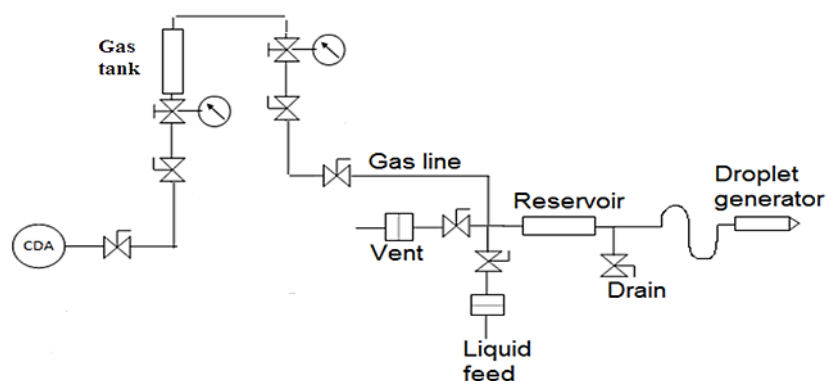 Gas
tank
Gas line
Reservoir
Droplet
generator
CDA
Vent
Drain
Liquid
feed